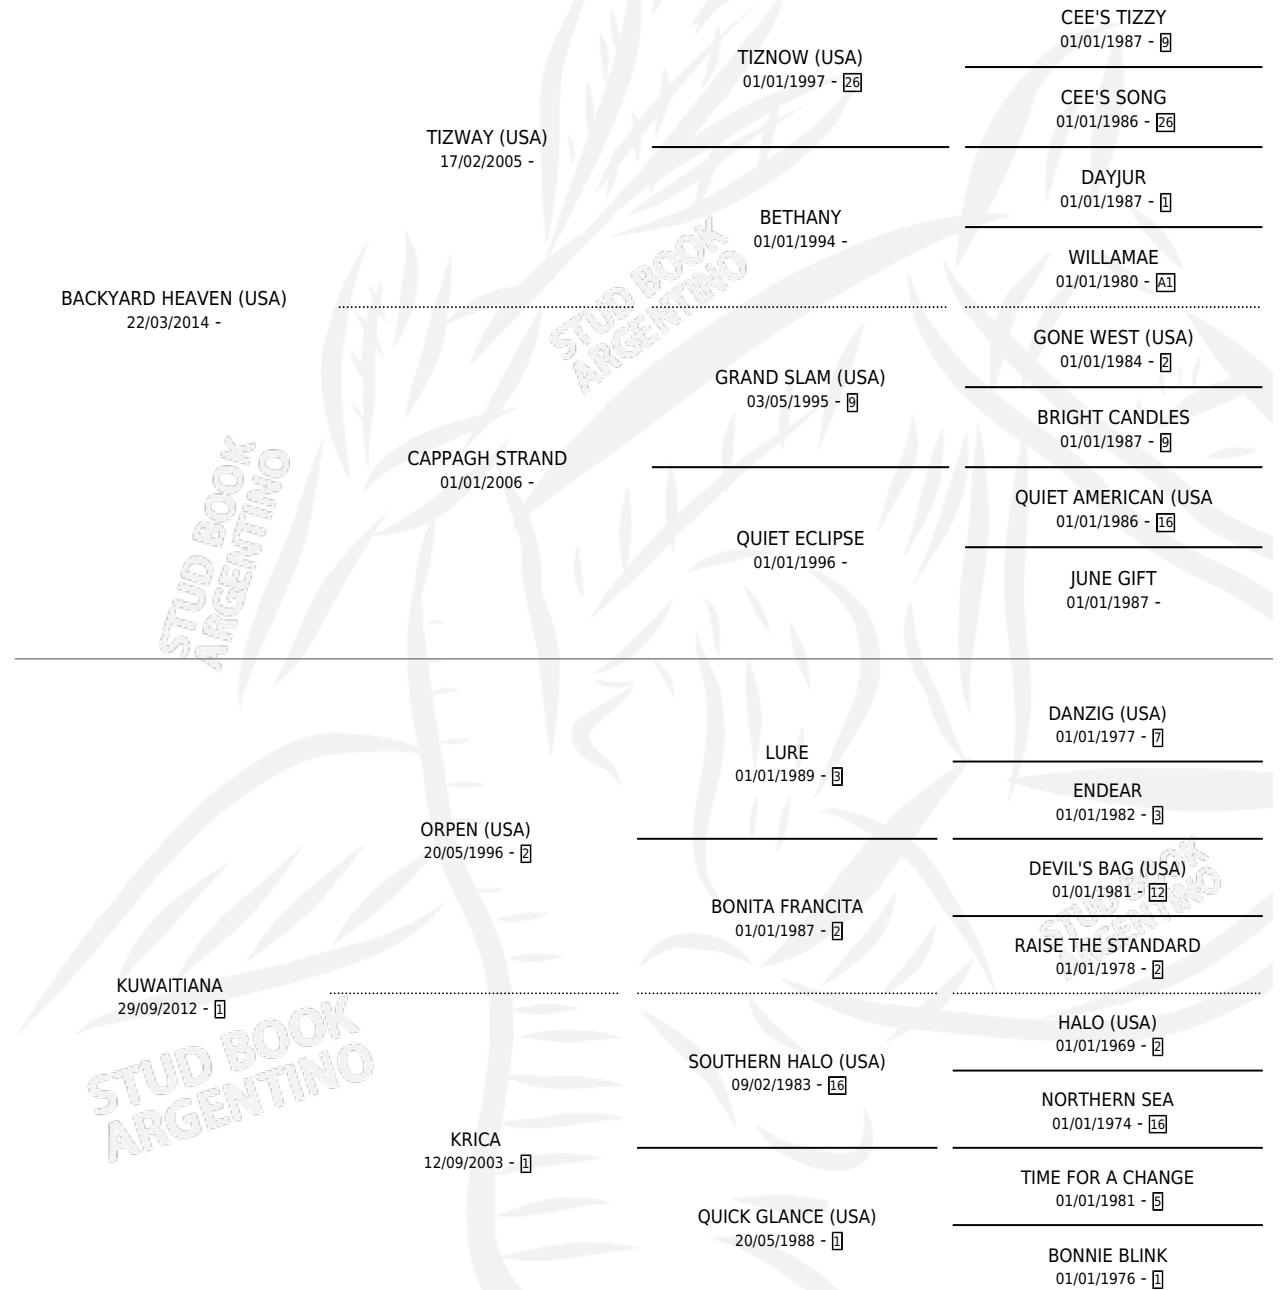 CEE'S TIZZY
01/01/1987 - 9
TIZNOW (USA)
01/01/1997 - 26
CEE'S SONG
01/01/1986 - 26
TIZWAY (USA)
17/02/2005 -
DAYJUR
01/01/1987 - 1
BETHANY
01/01/1994 -
WILLAMAE
01/01/1980 - A1
BACKYARD HEAVEN (USA)
22/03/2014 -
STUD BOOK
ARGENTINO
GONE WEST (USA)
01/01/1984 - 2
GRAND SLAM (USA)
03/05/1995 - 9
BRIGHT CANDLES
01/01/1987 - 9
CAPPAGH STRAND
01/01/2006 -
QUIET AMERICAN (USA
01/01/1986 - 16
QUIET ECLIPSE
01/01/1996 -
JUNE GIFT
01/01/1987 -
STUD BOOK
ARGENTINO
DANZIG (USA)
01/01/1977 - 7
LURE
01/01/1989 - 3
ENDEAR
01/01/1982 - 3
ORPEN (USA)
20/05/1996 - 2
DEVIL'S BAG (USA)
01/01/1981 - 12
STUD BOOK
ARGENTINO
BONITA FRANCITA
01/01/1987 - 2
RAISE THE STANDARD
01/01/1978 - 2
KUWAITIANA
29/09/2012 - 1
STUD BOOK
ARGENTINO
HALO (USA)
01/01/1969 - 2
SOUTHERN HALO (USA)
09/02/1983 - 16
NORTHERN SEA
01/01/1974 - 16
KRICA
12/09/2003 - 1
TIME FOR A CHANGE
01/01/1981 - 5
QUICK GLANCE (USA)
20/05/1988 - 1
BONNIE BLINK
01/01/1976 - 1